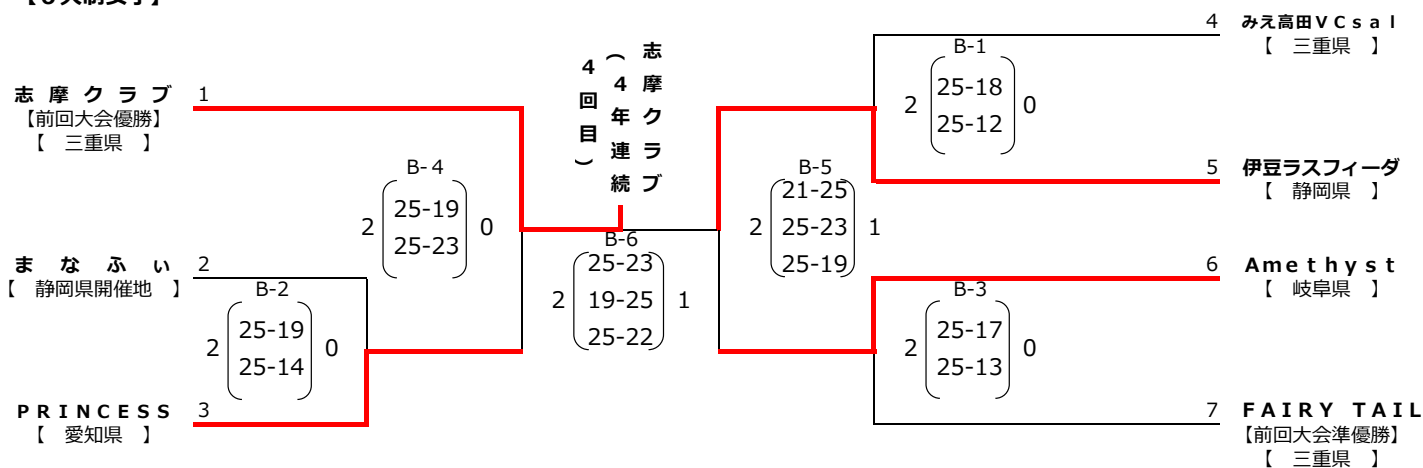 4 みえ高田VCsal
【 三重県 】
B-1
2 25-18 0
25-12
志摩クラブ
(4年連続
4回目)
志摩クラブ 1
【前回大会優勝】
【 三重県 】
B-4
2 25-19 0
25-23
B-5
21-25
2 25-23 1
25-19
5 伊豆ラスフィーダ
【 静岡県 】
まなふぃ 2
【 静岡県開催地 】
B-2
2 25-19 0
25-14
B-6
25-23
2 19-25 1
25-22
6 Amethyst
【 岐阜県 】
B-3
2 25-17 0
25-13
PRINCESS 3
【 愛知県 】
7 FAIRY TAIL
【前回大会準優勝】
【 三重県 】